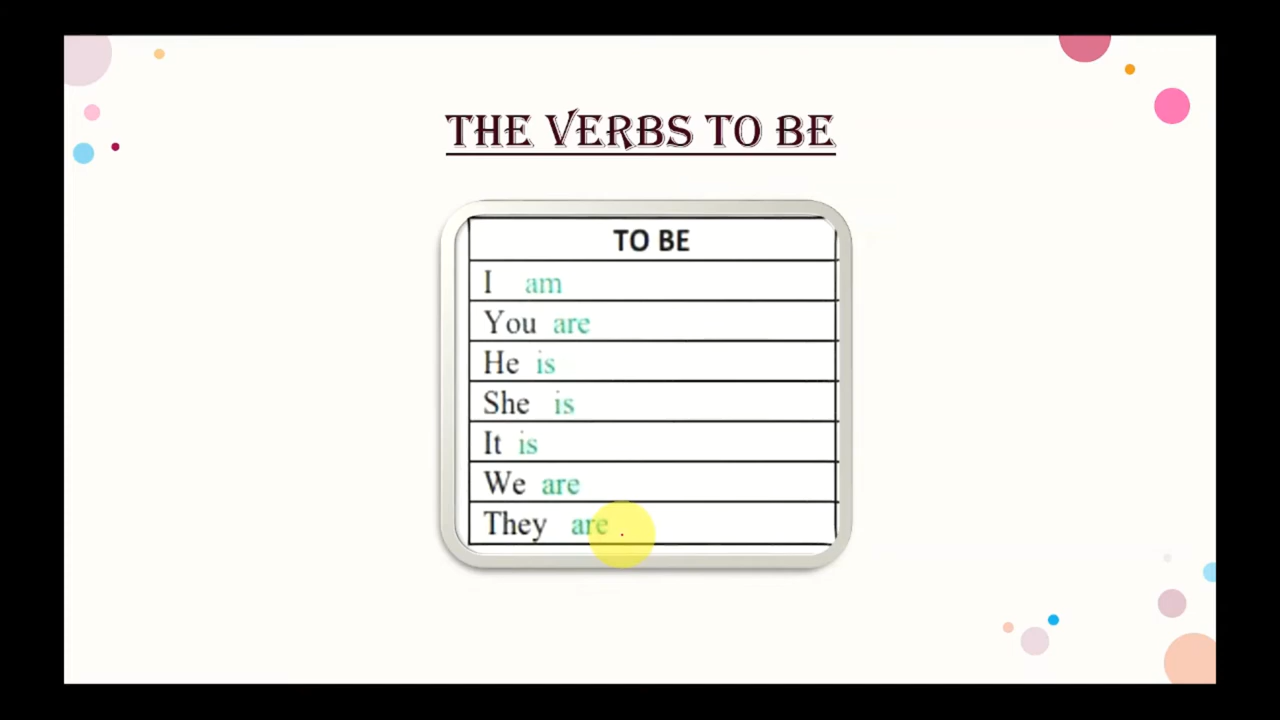 THE VERBS TO BE
TO BE
I am
You are
He is
She is
It is
We are
They are